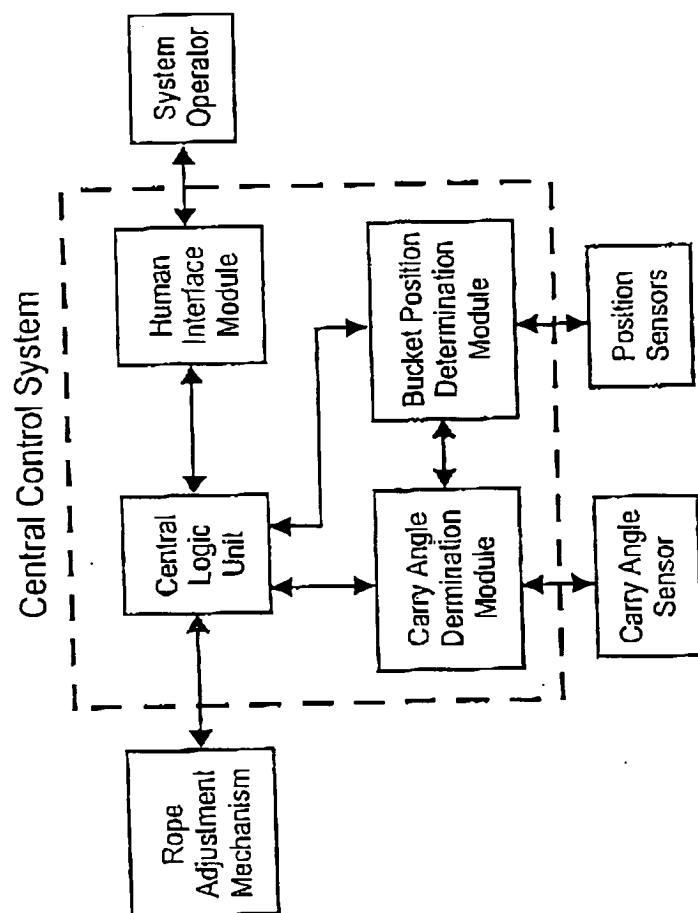 Central Control System
Rope
Adjustment
Mechanism
Central
Logic
Unit
Human
Interface
Module
System
Operator
Carry Angle
Dermination
Module
Bucket Position
Determination
Module
Carry Angle
Sensor
Position
Sensors